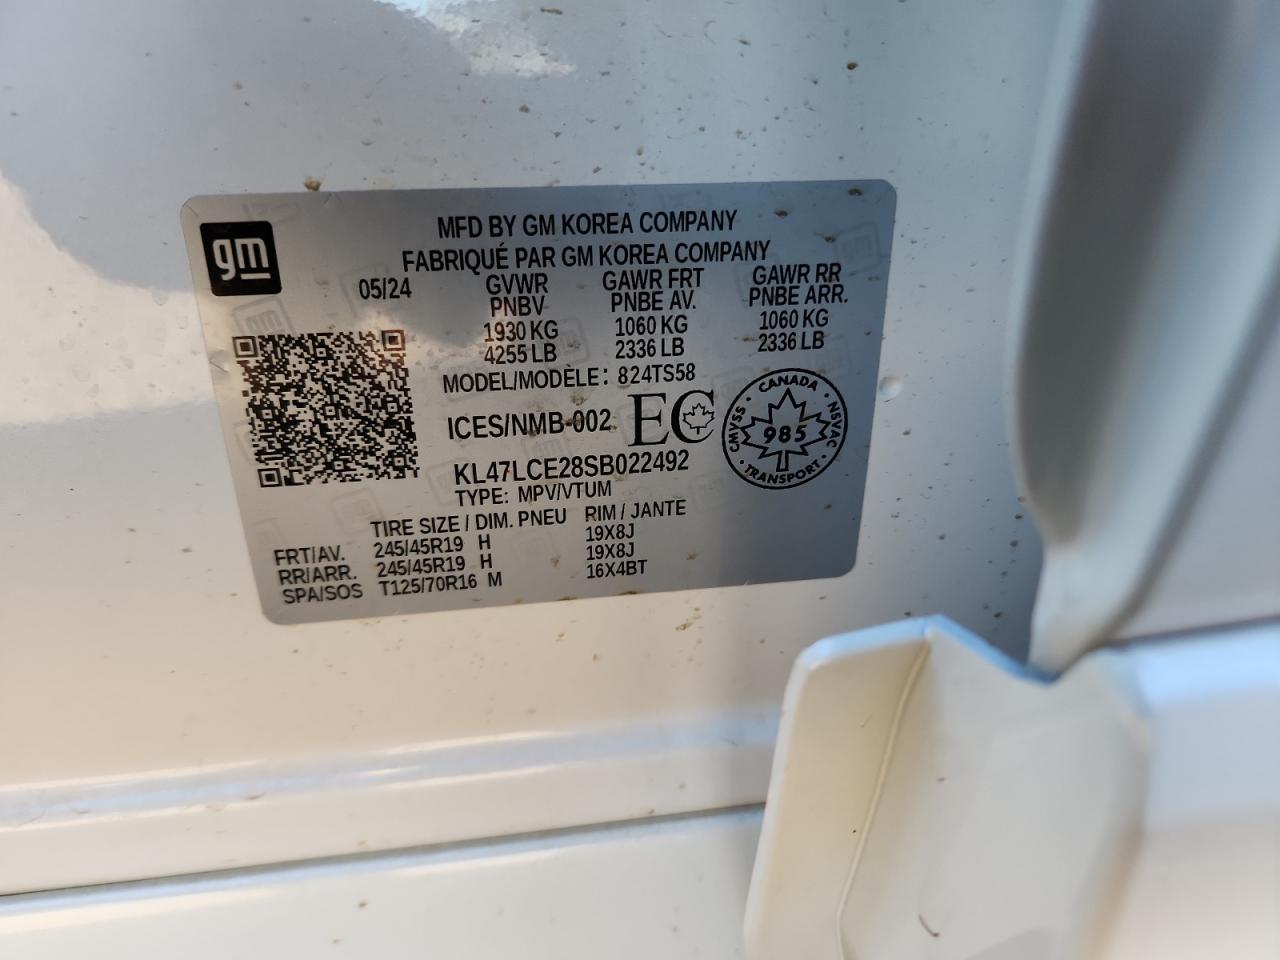 gm
MFD BY GM KOREA COMPANY
FABRIQUÉ PAR GM KOREA COMPANY
05/24 GVWR GAWR FRT GAWR RR
PNBV PNBE AV. PNBE ARR.
1930 KG 1060 KG 1060 KG
4255 LB 2336 LB 2336 LB
MODEL/MODÈLE: 824TS58
ICES/NMB-002 EC
CANADA
CMVSS 985 NSVAC
TRANSPORT
KL47LCE28SB022492
TYPE: MPV/VTUM
TIRE SIZE / DIM. PNEU RIM / JANTE
FRT/AV. 245/45R19 H 19X8J
RR/ARR. 245/45R19 H 19X8J
SPA/SOS T125/70R16 M 16X4BT